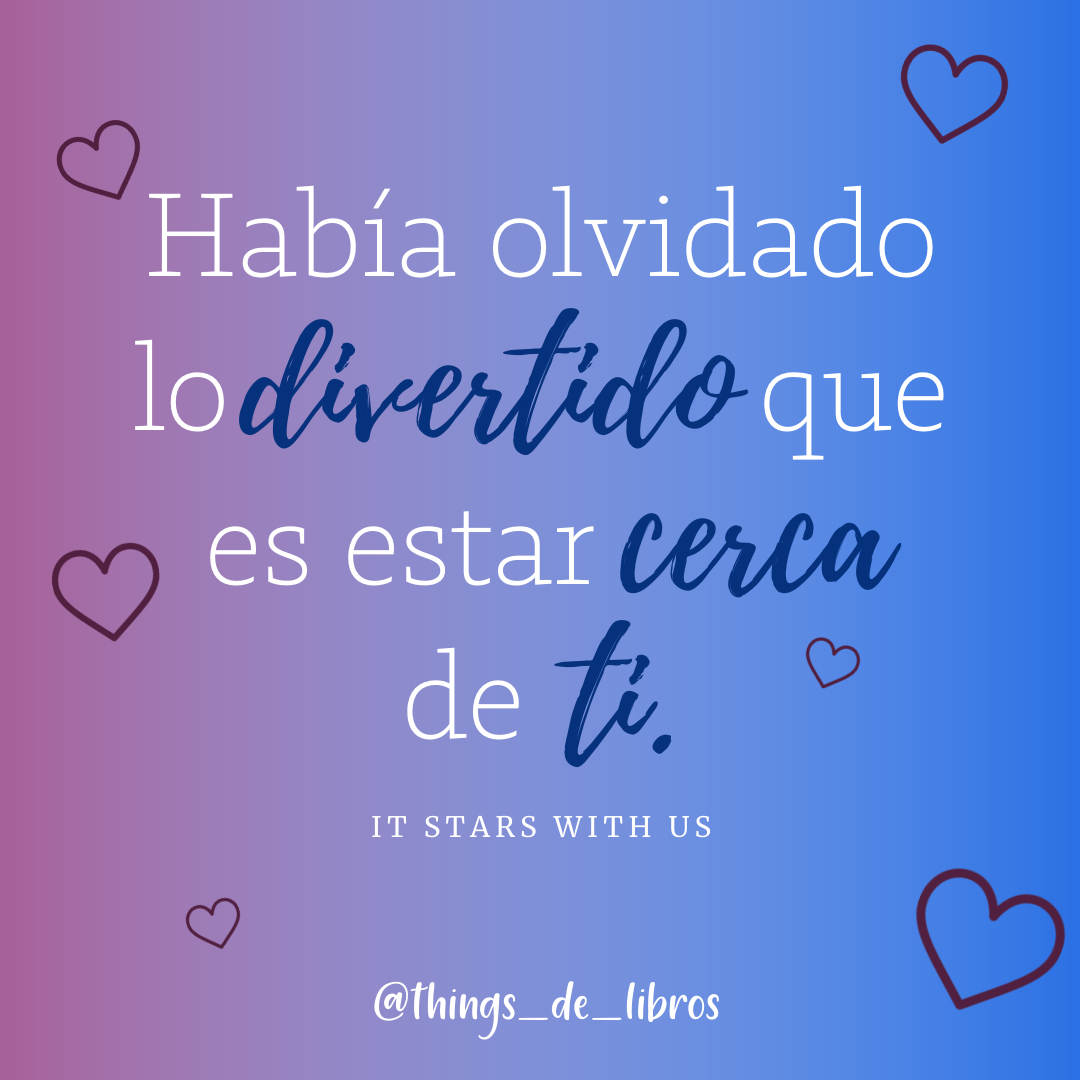 Había olvidado
lo divertido que
es estar cerca
de ti.
IT STARS WITH US
@things_de_libros